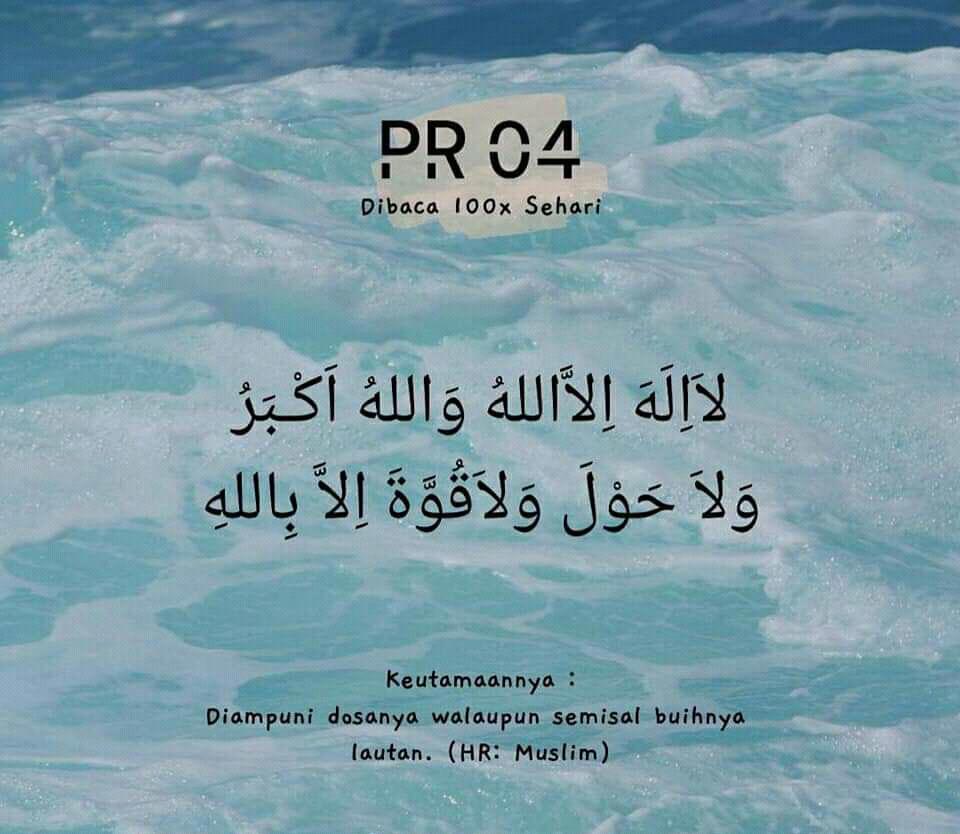 PR 04
Dibaca 100x Sehari
لاَاِلَهَ اِلاَّاللهُ وَاللهُ اَكْـبَرُ
وَلاَ حَوْلَ وَلاَقُوَّةَ اِلاَّ بِاللهِ
Keutamaannya :
Diampuni dosanya walaupun semisal buihnya
lautan. (HR: Muslim)